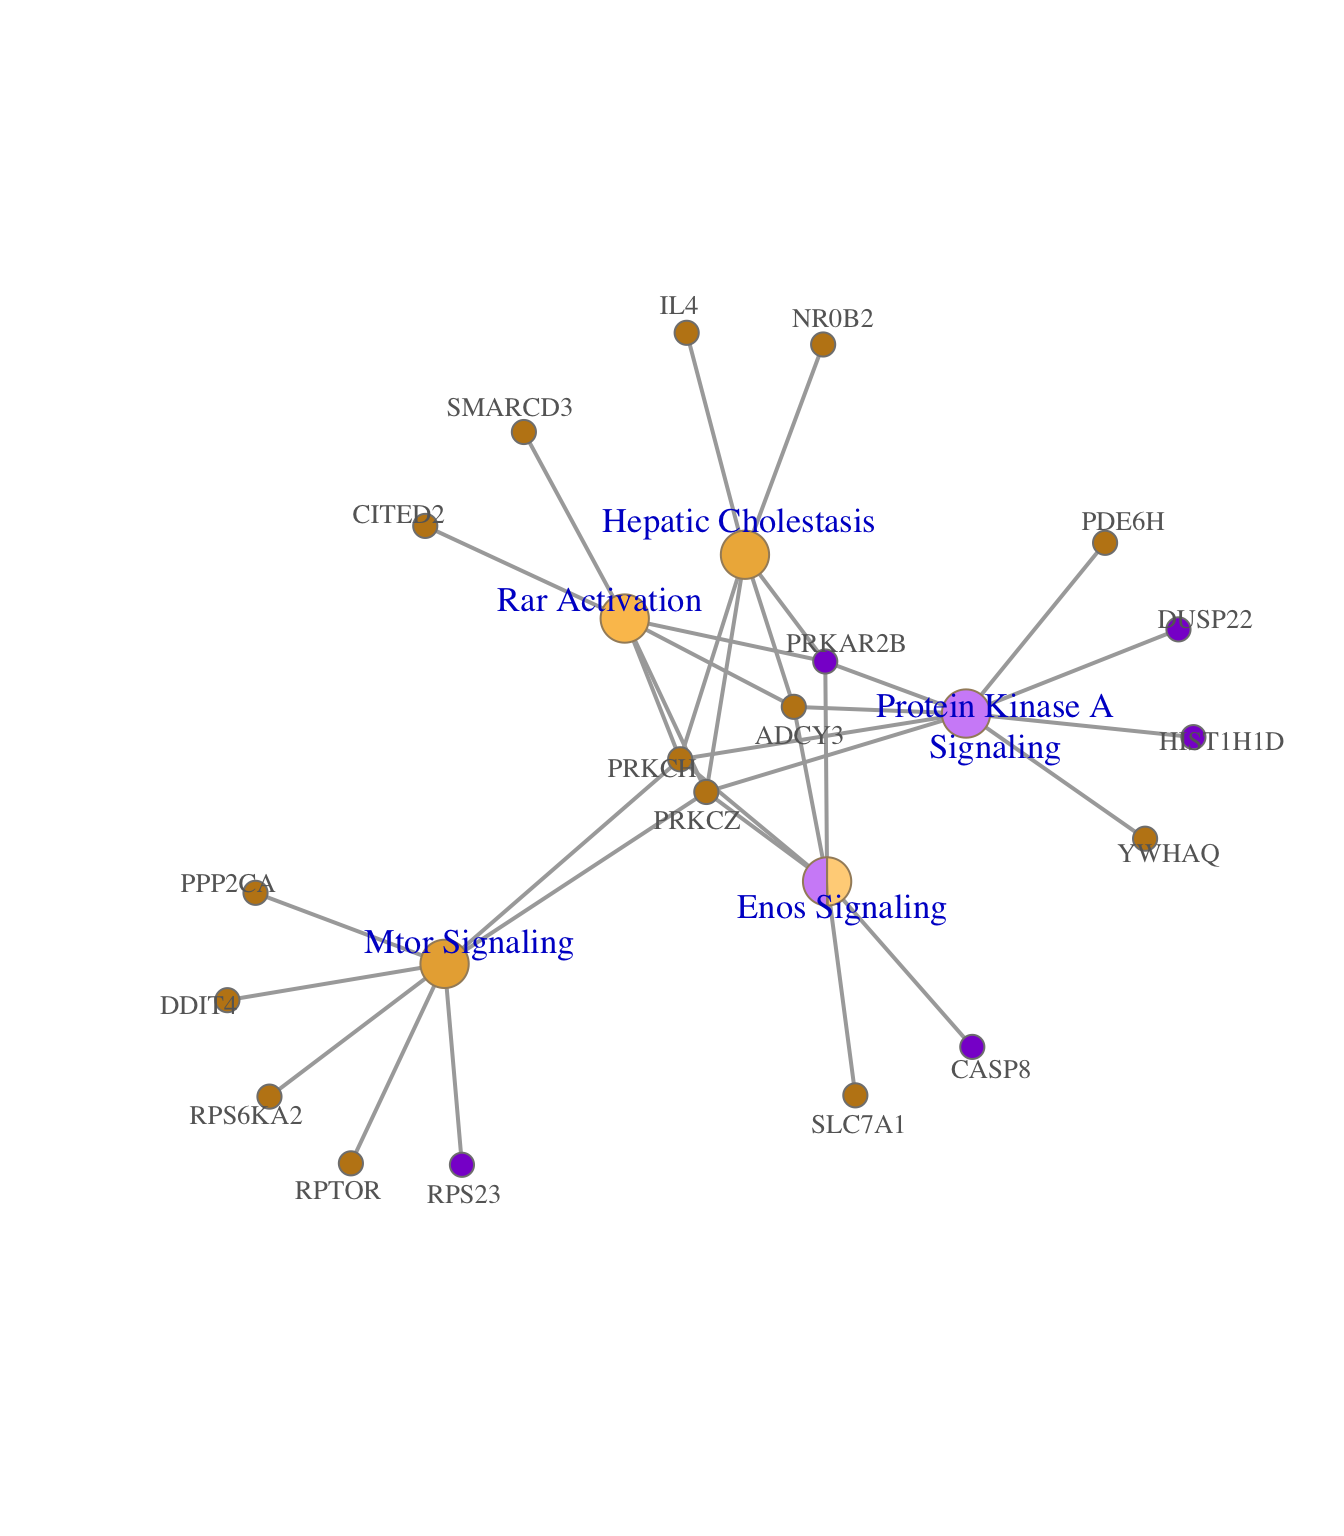 IL4
NR0B2
SMARCD3
CITED2
Hepatic Cholestasis
PDE6H
Rar Activation
DUSP22
PRKAR2B
Protein Kinase A
Signaling
ADCY3
HIST1H1D
PRKCH
PRKCZ
YWHAQ
PPP2CA
Enos Signaling
Mtor Signaling
DDIT4
CASP8
RPS6KA2
SLC7A1
RPTOR
RPS23